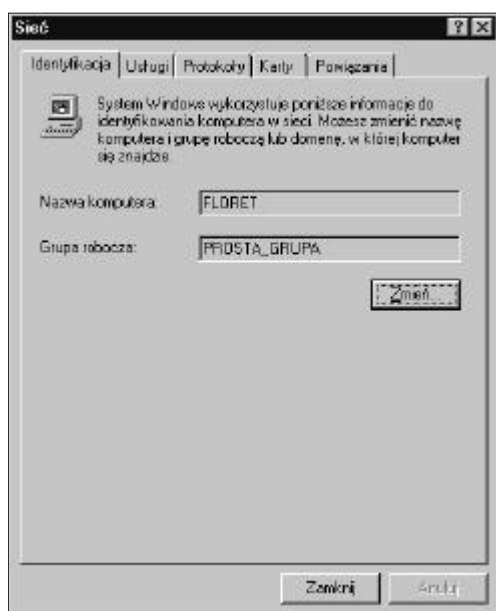 Sieć
Identyfikacja Usługi Protokoły Karty Powiązania
System Windows wykorzystuje poniższe informacje do
identyfikowania komputera w sieci. Możesz zmienić nazwę
komputera i grupę roboczą lub domenę, w której komputer
się znajdzie.
Nazwa komputera: FLORET
Grupa robocza: PROSTA_GRUPA
Zmień...
Zamknij Anuluj